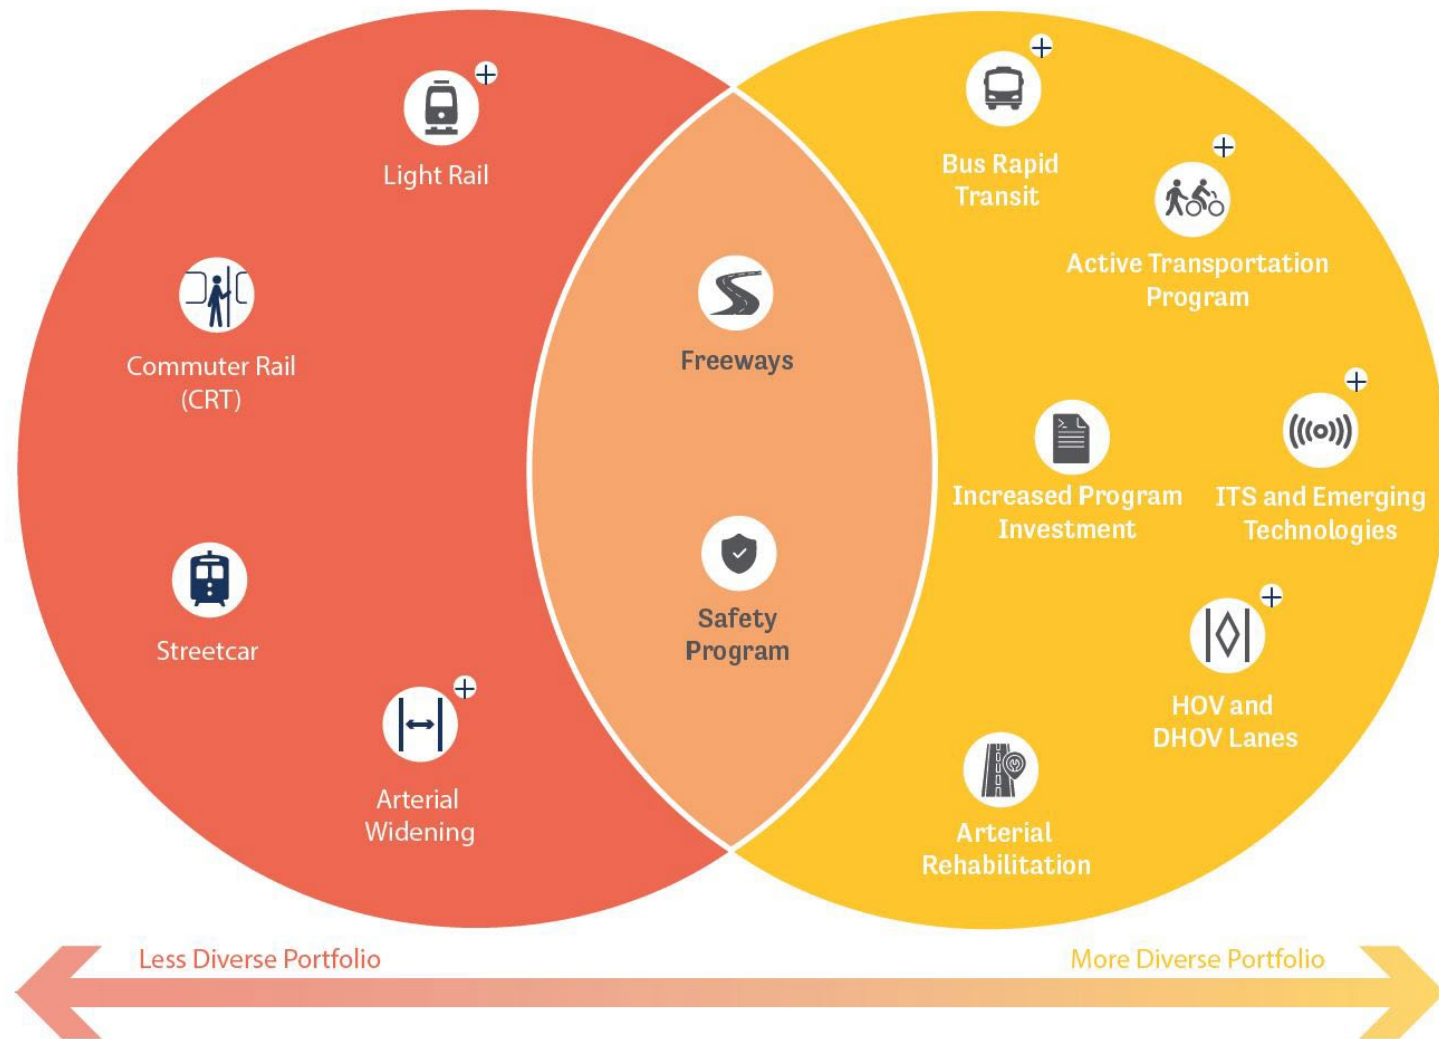 Light Rail
Commuter Rail
(CRT)
Streetcar
Arterial
Widening
Freeways
Safety
Program
Bus Rapid
Transit
Active Transportation
Program
Increased Program
Investment
ITS and Emerging
Technologies
HOV and
DHOV Lanes
Arterial
Rehabilitation
Less Diverse Portfolio
More Diverse Portfolio